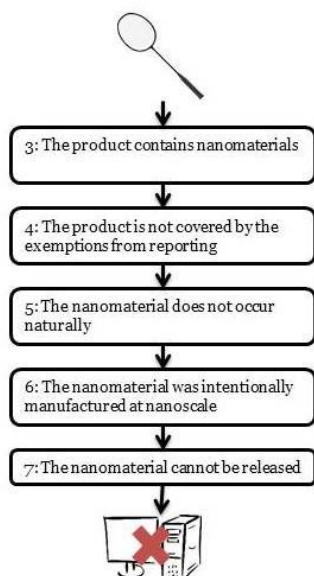 3: The product contains nanomaterials
4: The product is not covered by the
exemptions from reporting
5: The nanomaterial does not occur
naturally
6: The nanomaterial was intentionally
manufactured at nanoscale
7: The nanomaterial cannot be released